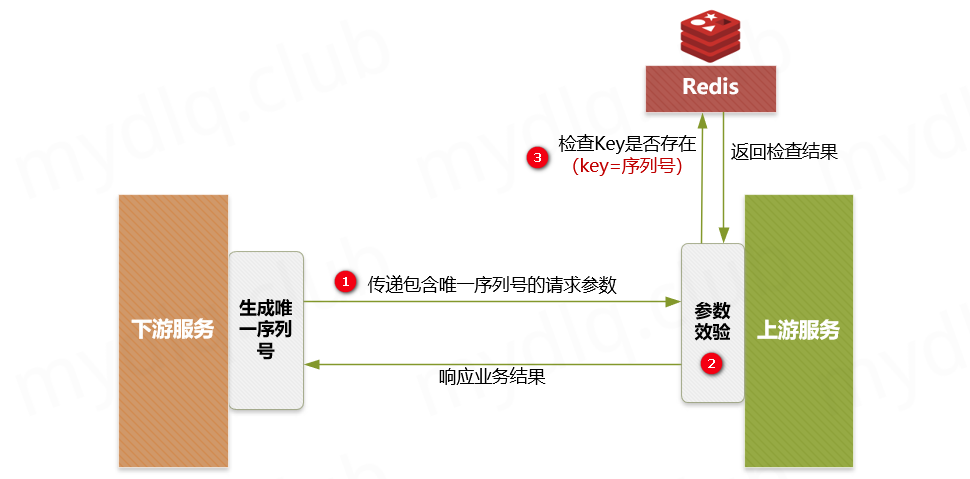 mydlq.club
mydlq.club
Redis
3
检查Key是否存在
（key=序列号）
返回检查结果
下游服务
生成唯
一序列
号
1
传递包含唯一序列号的请求参数
响应业务结果
参数
效验
2
上游服务